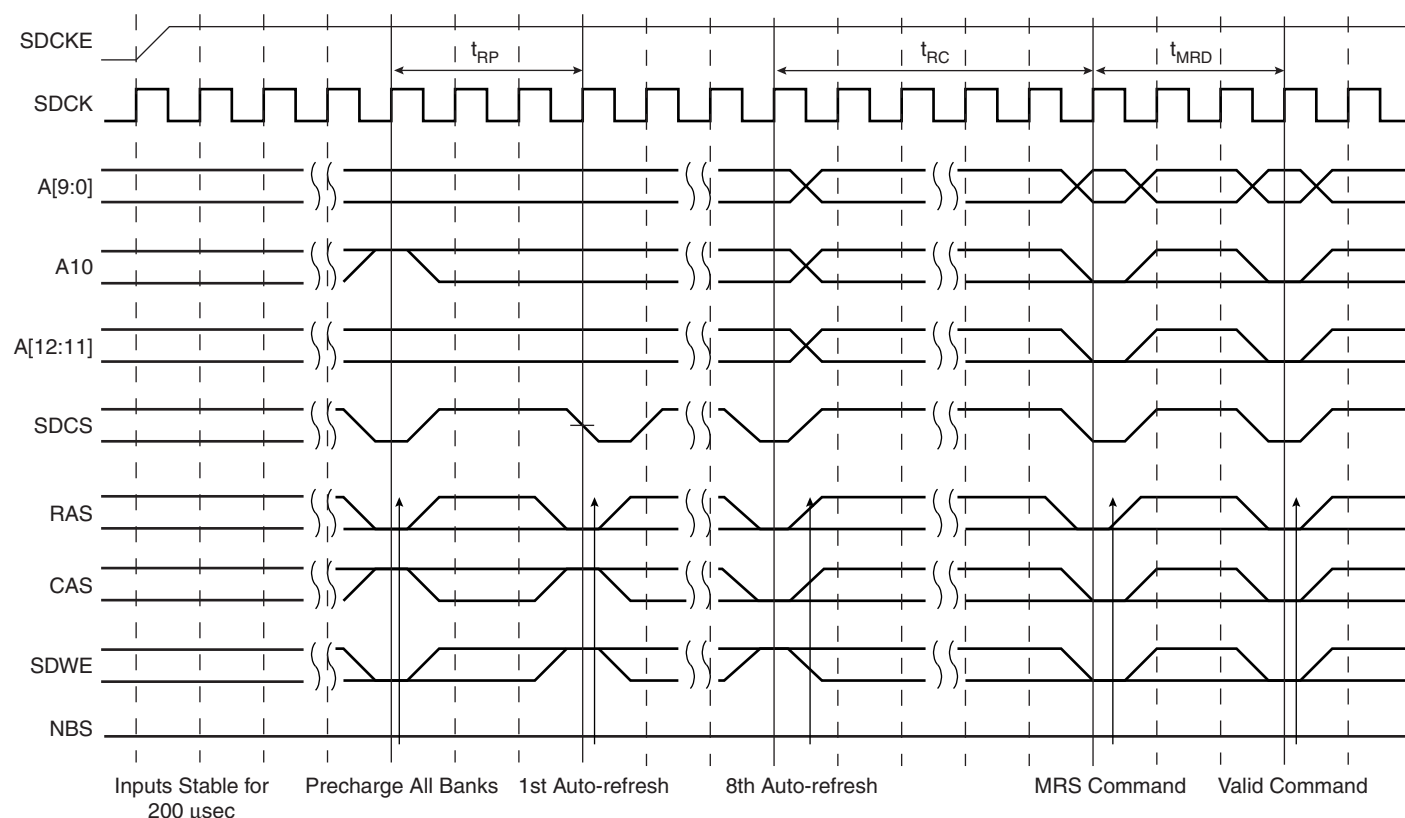 SDCKE
t_RP
t_RC
t_MRD
SDCK
A[9:0]
A10
A[12:11]
SDCS
RAS
CAS
SDWE
NBS
Inputs Stable for
200 μsec
Precharge All Banks
1st Auto-refresh
8th Auto-refresh
MRS Command
Valid Command